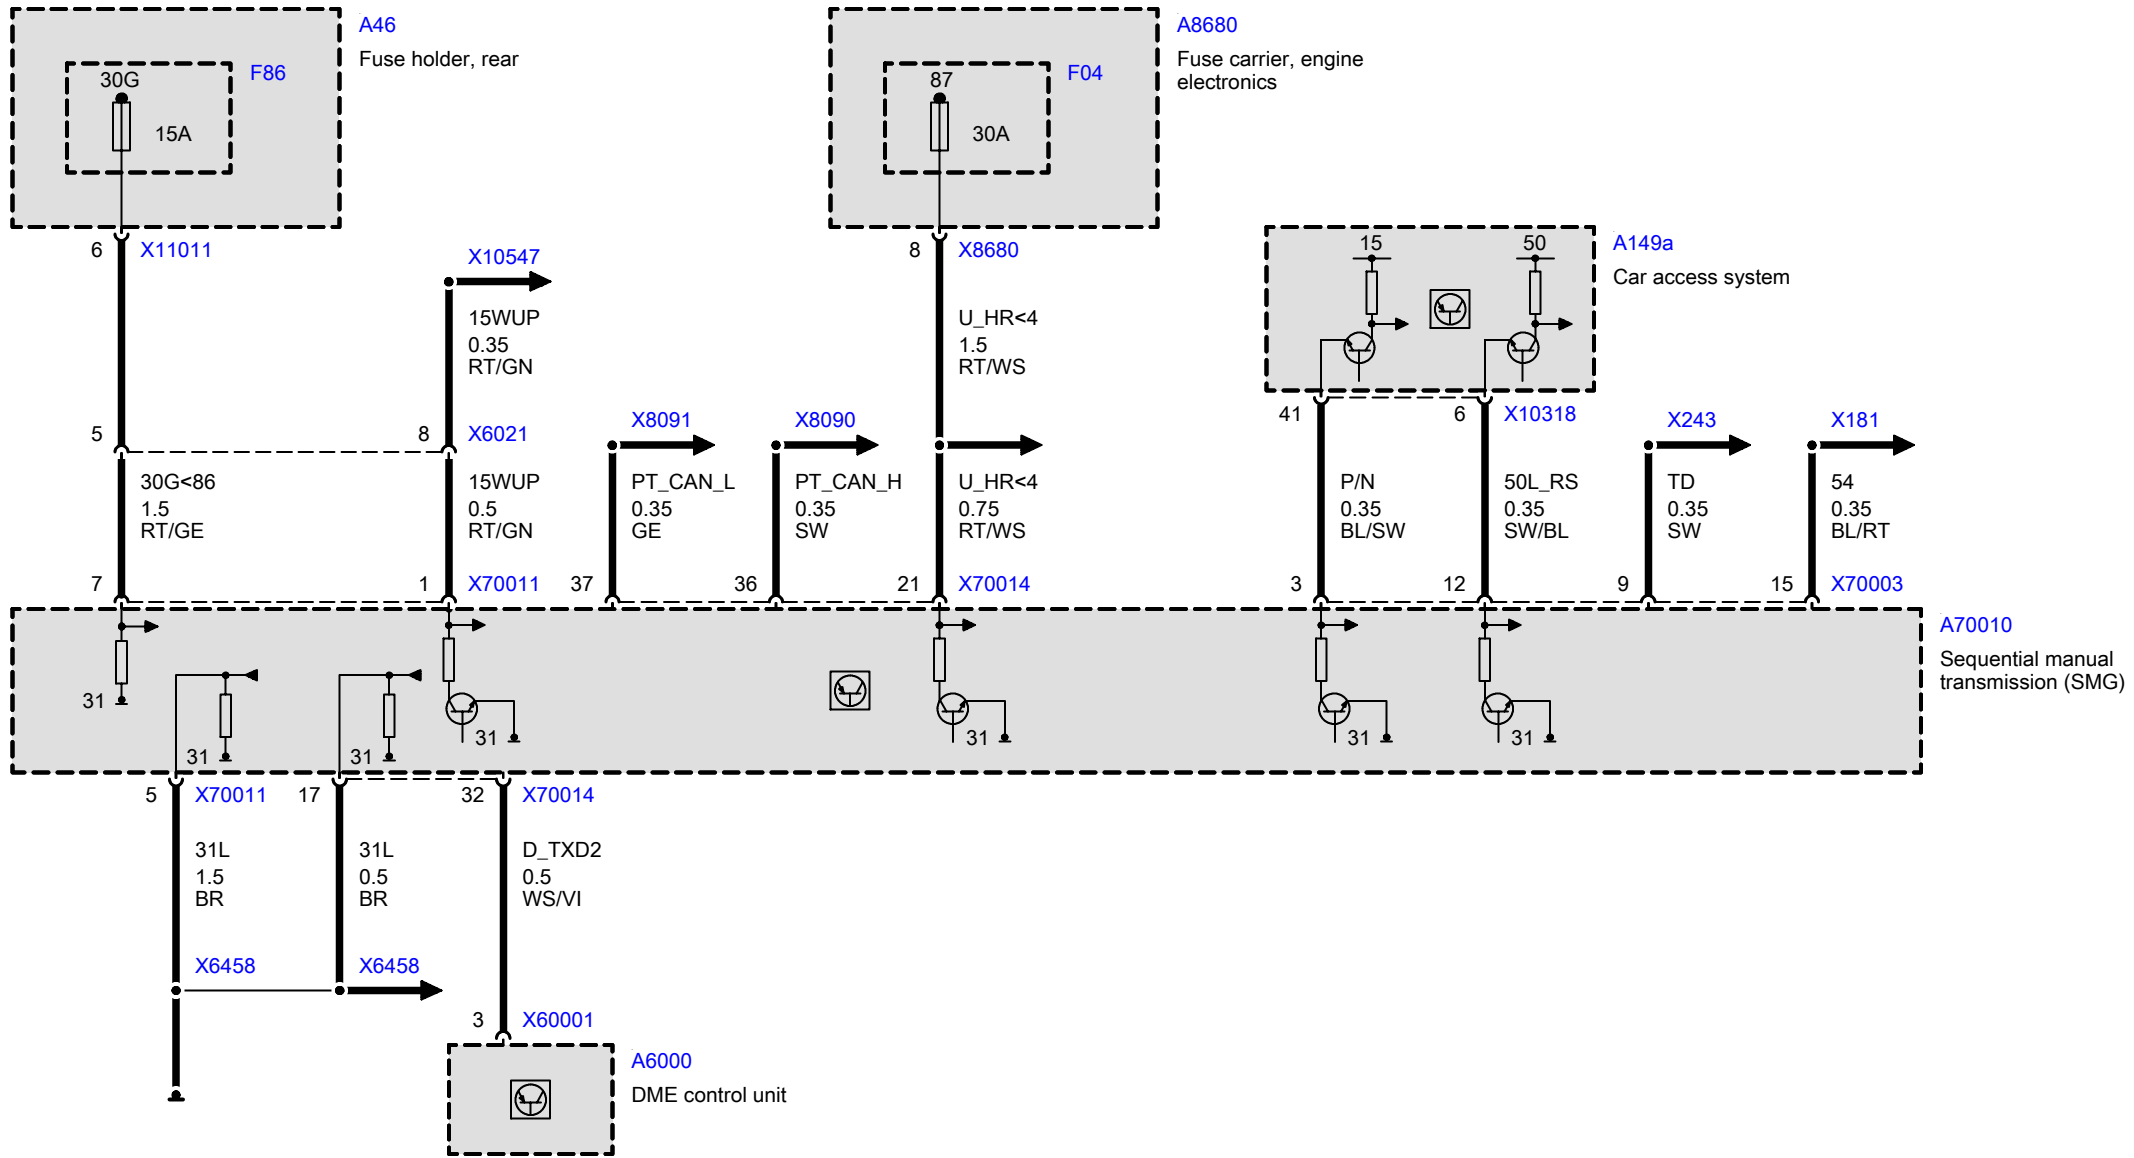 A46
Fuse holder, rear
F86
30G
15A
A8680
Fuse carrier, engine
electronics
F04
87
30A
6
X11011
X10547
8
X8680
A149a
Car access system
15
50
15WUP
0.35
RT/GN
U_HR<4
1.5
RT/WS
5
8
X6021
X8091
X8090
41
6
X10318
X243
X181
30G<86
1.5
RT/GE
15WUP
0.5
RT/GN
PT_CAN_L
0.35
GE
PT_CAN_H
0.35
SW
U_HR<4
0.75
RT/WS
P/N
0.35
BL/SW
50L_RS
0.35
SW/BL
TD
0.35
SW
54
0.35
BL/RT
7
1
X70011
37
36
21
X70014
3
12
9
15
X70003
A70010
Sequential manual
transmission (SMG)
31
31
31
31
31
31
31
5
X70011
17
32
X70014
31L
1.5
BR
31L
0.5
BR
D_TXD2
0.5
WS/VI
X6458
X6458
3
X60001
A6000
DME control unit